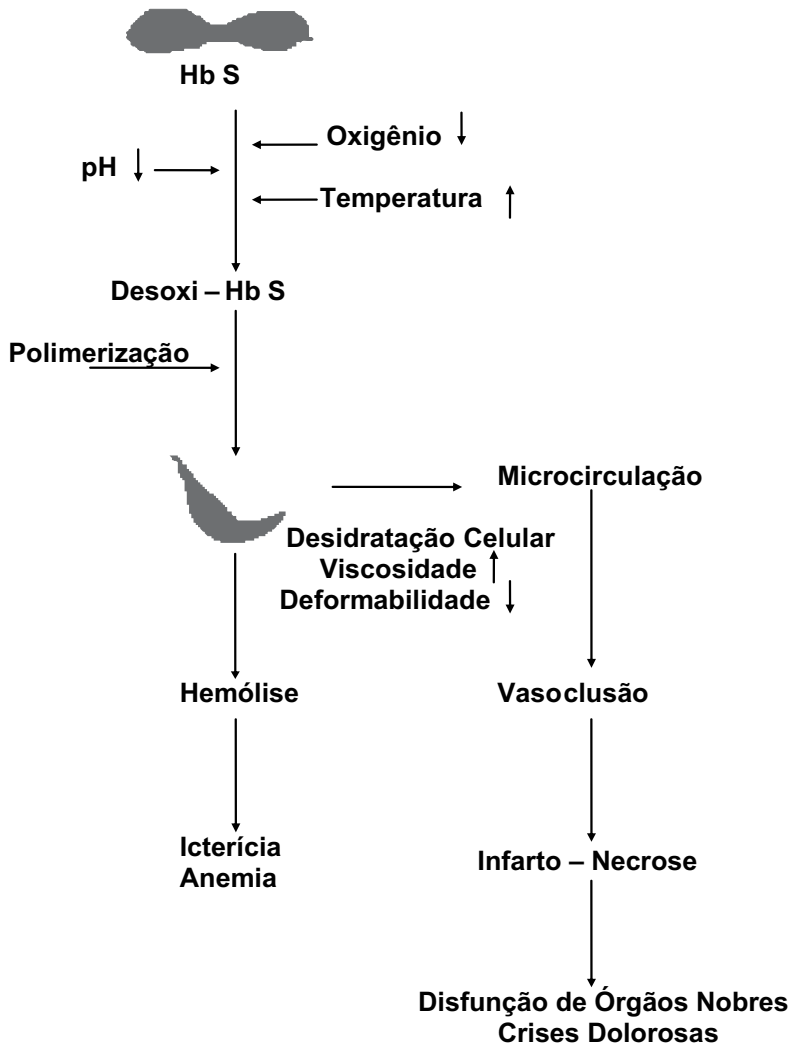 Hb S
Oxigênio ↓
pH ↓
Temperatura ↑
Desoxi – Hb S
Polimerização
Microcirculação
Desidratação Celular
Viscosidade ↑
Deformabilidade ↓
Hemólise
Vasoclusão
Icterícia
Anemia
Infarto – Necrose
Disfunção de Órgãos Nobres
Crises Dolorosas